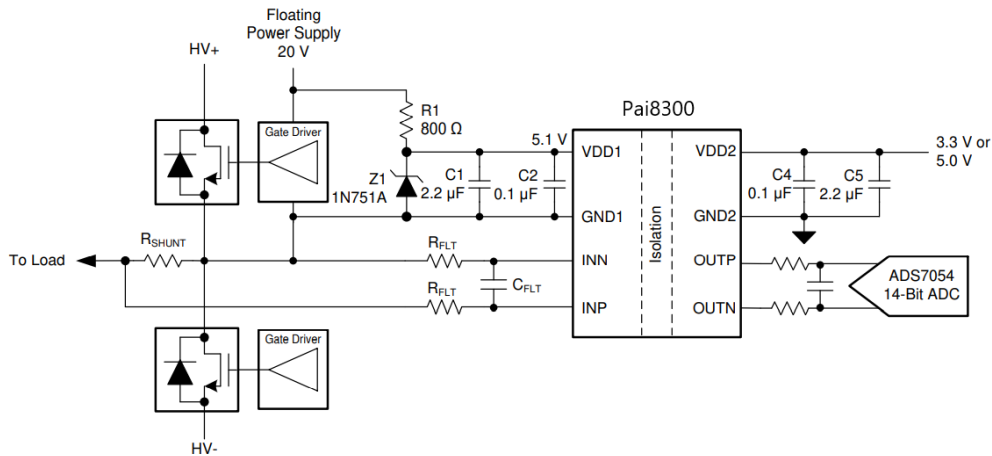 Floating
Power Supply
20 V
HV+
R1
800 Ω
Pai8300
Gate Driver
5.1 V
VDD1
VDD2
3.3 V or
5.0 V
Z1
1N751A
C1
2.2 µF
C2
0.1 µF
C4
0.1 µF
C5
2.2 µF
GND1
GND2
Isolation
RSHUNT
To Load
RFLT
INN
OUTP
CFLT
ADS7054
14-Bit ADC
RFLT
INP
OUTN
Gate Driver
HV-